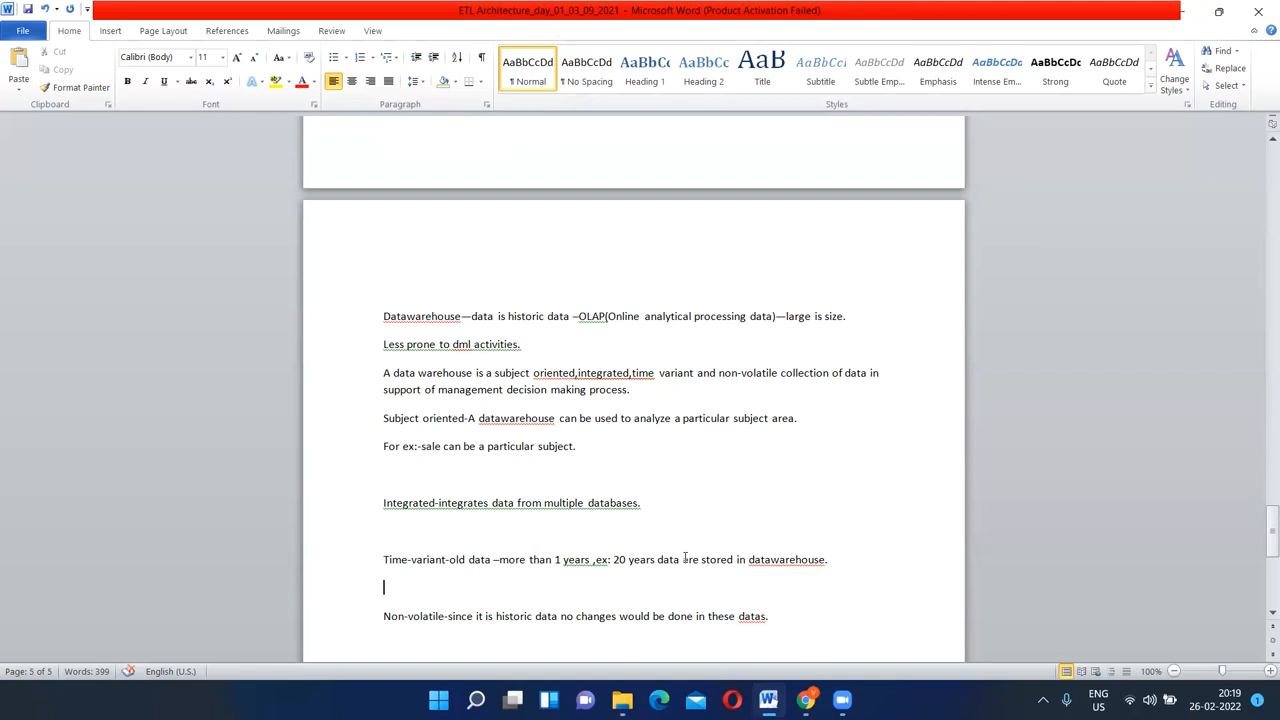 ETL Architecture_day_01_03_09_2021 - Microsoft Word (Product Activation Failed)
File Home Insert Page Layout References Mailings Review View
Cut
Copy
Format Painter
Paste
Clipboard
Calibri (Body) 11
Font
Paragraph
AaBbCcDd AaBbCcDd AaBbCc AaBbCc AaB AaBbCcL AaBbCcDd AaBbCcDd AaBbCcDd AaBbCcDd AaBbCcDd
¶ Normal ¶ No Spacing Heading 1 Heading 2 Title Subtitle Subtle Emp... Emphasis Intense Em... Strong Quote
Change Styles
Styles
Find
Replace
Select
Editing
Datawarehouse—data is historic data –OLAP(Online analytical processing data)—large is size.
Less prone to dml activities.
A data warehouse is a subject oriented,integrated,time variant and non-volatile collection of data in
support of management decision making process.
Subject oriented-A datawarehouse can be used to analyze a particular subject area.
For ex:-sale can be a particular subject.
Integrated-integrates data from multiple databases.
Time-variant-old data –more than 1 years ,ex: 20 years data are stored in datawarehouse.
Non-volatile-since it is historic data no changes would be done in these datas.
Page: 5 of 5 Words: 399 English (U.S.) 100%
ENG
US
20:19
26-02-2022